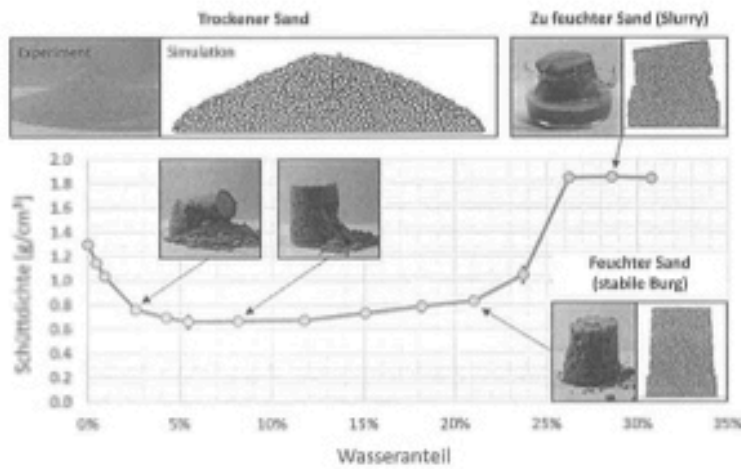 Trockener Sand
Zu feuchter Sand (Slurry)
Experiment
Simulation
Schüttdichte [g/cm³]
2.0
1.8
1.6
1.4
1.2
1.0
0.8
0.6
0.4
0.2
0.0
Feuchter Sand
(stabile Burg)
0%
5%
10%
15%
20%
25%
30%
35%
Wasseranteil